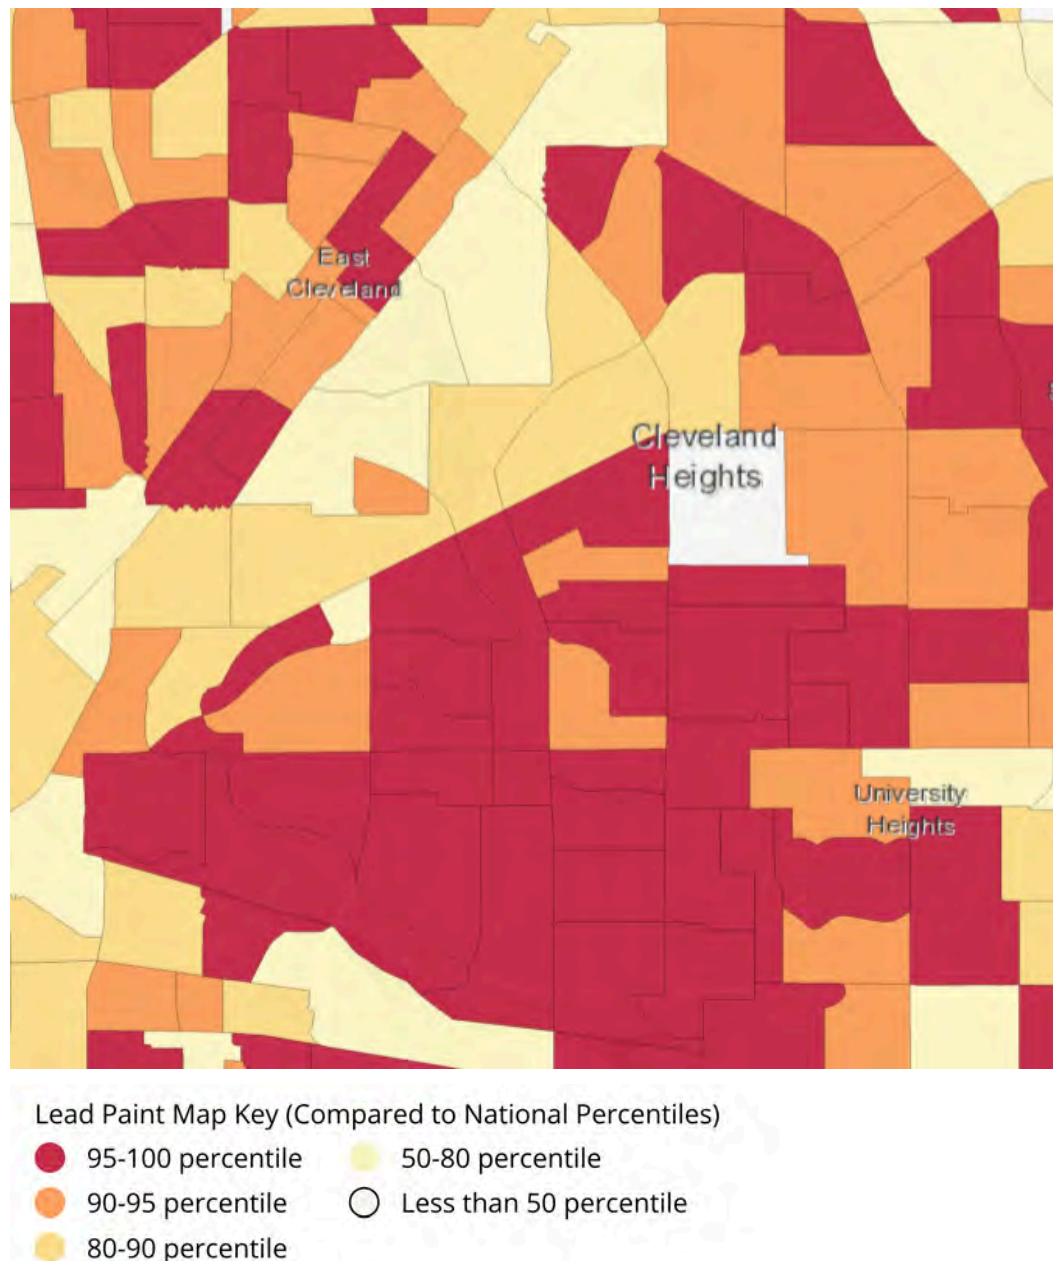 East
Cleveland
Cleveland
Heights
University
Heights
Lead Paint Map Key (Compared to National Percentiles)
95-100 percentile
50-80 percentile
90-95 percentile
Less than 50 percentile
80-90 percentile